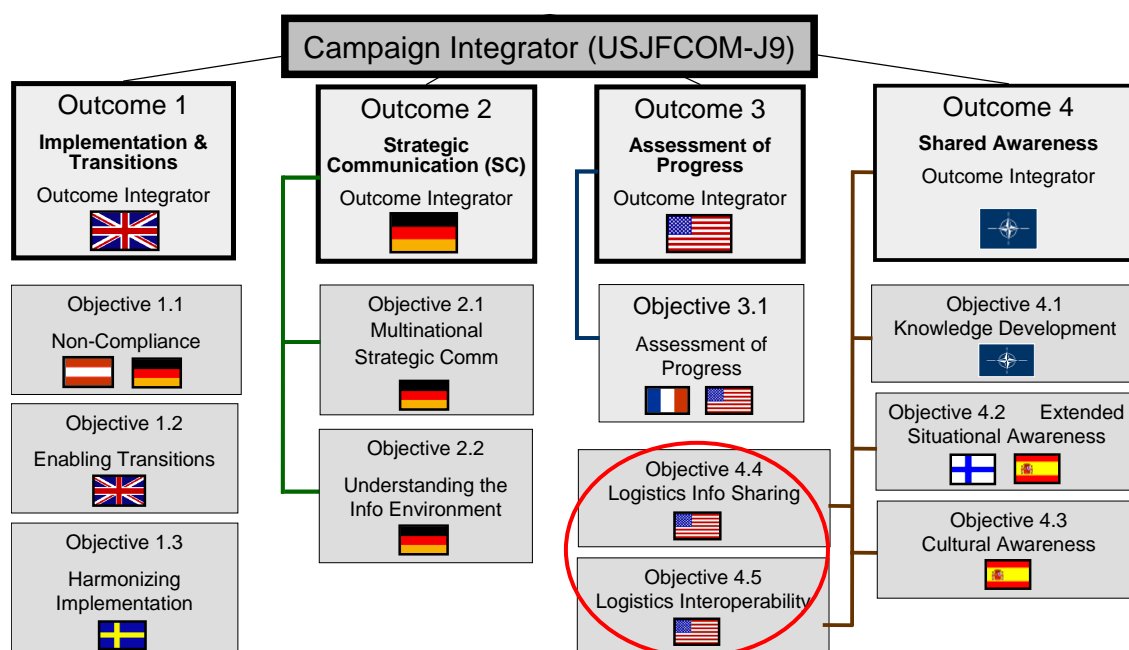 Campaign Integrator (USJFCOM-J9)
Outcome 1
Implementation &
Transitions
Outcome Integrator
Objective 1.1
Non-Compliance
Objective 1.2
Enabling Transitions
Objective 1.3
Harmonizing
Implementation
Outcome 2
Strategic
Communication (SC)
Outcome Integrator
Objective 2.1
Multinational
Strategic Comm
Objective 2.2
Understanding the
Info Environment
Outcome 3
Assessment of
Progress
Outcome Integrator
Objective 3.1
Assessment of
Progress
Outcome 4
Shared Awareness
Outcome Integrator
Objective 4.1
Knowledge Development
Objective 4.2 Extended
Situational Awareness
Objective 4.3
Cultural Awareness
Objective 4.4
Logistics Info Sharing
Objective 4.5
Logistics Interoperability